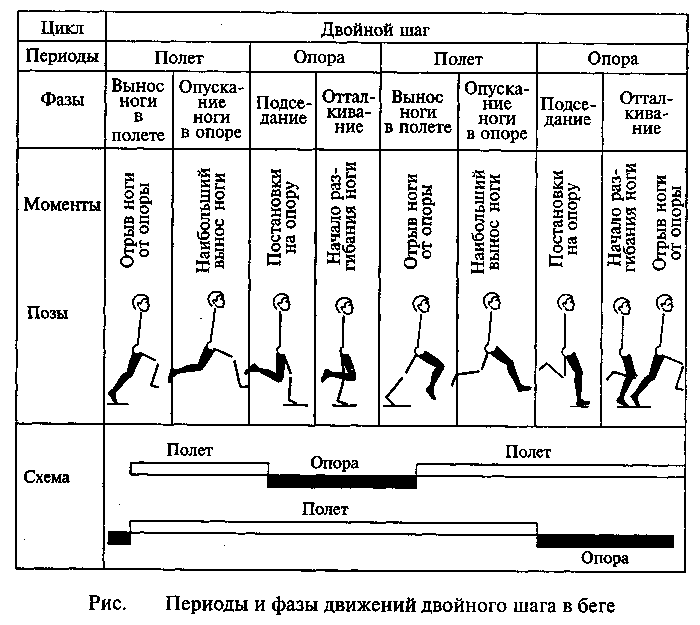 Цикл
Двойной шаг
Периоды
Полет
Опора
Полет
Опора
Фазы
Вынос
ноги
в
полете
Опуска-
ние
ноги
в опоре
Подсе-
дание
Оттал-
кива-
ние
Вынос
ноги
в полете
Опуска-
ние
ноги
в опоре
Подсе-
дание
Оттал-
кива-
ние
Моменты
Отрыв ноги
от опоры
Наибольший
вынос ноги
Постановки
на опору
Начало раз-
гибания ноги
Отрыв ноги
от опоры
Наибольший
вынос ноги
Постановки
на опору
Начало раз-
гибания ноги
Отрыв ноги
от опоры
Позы
Схема
Полет
Опора
Полет
Полет
Опора
Рис. Периоды и фазы движений двойного шага в беге